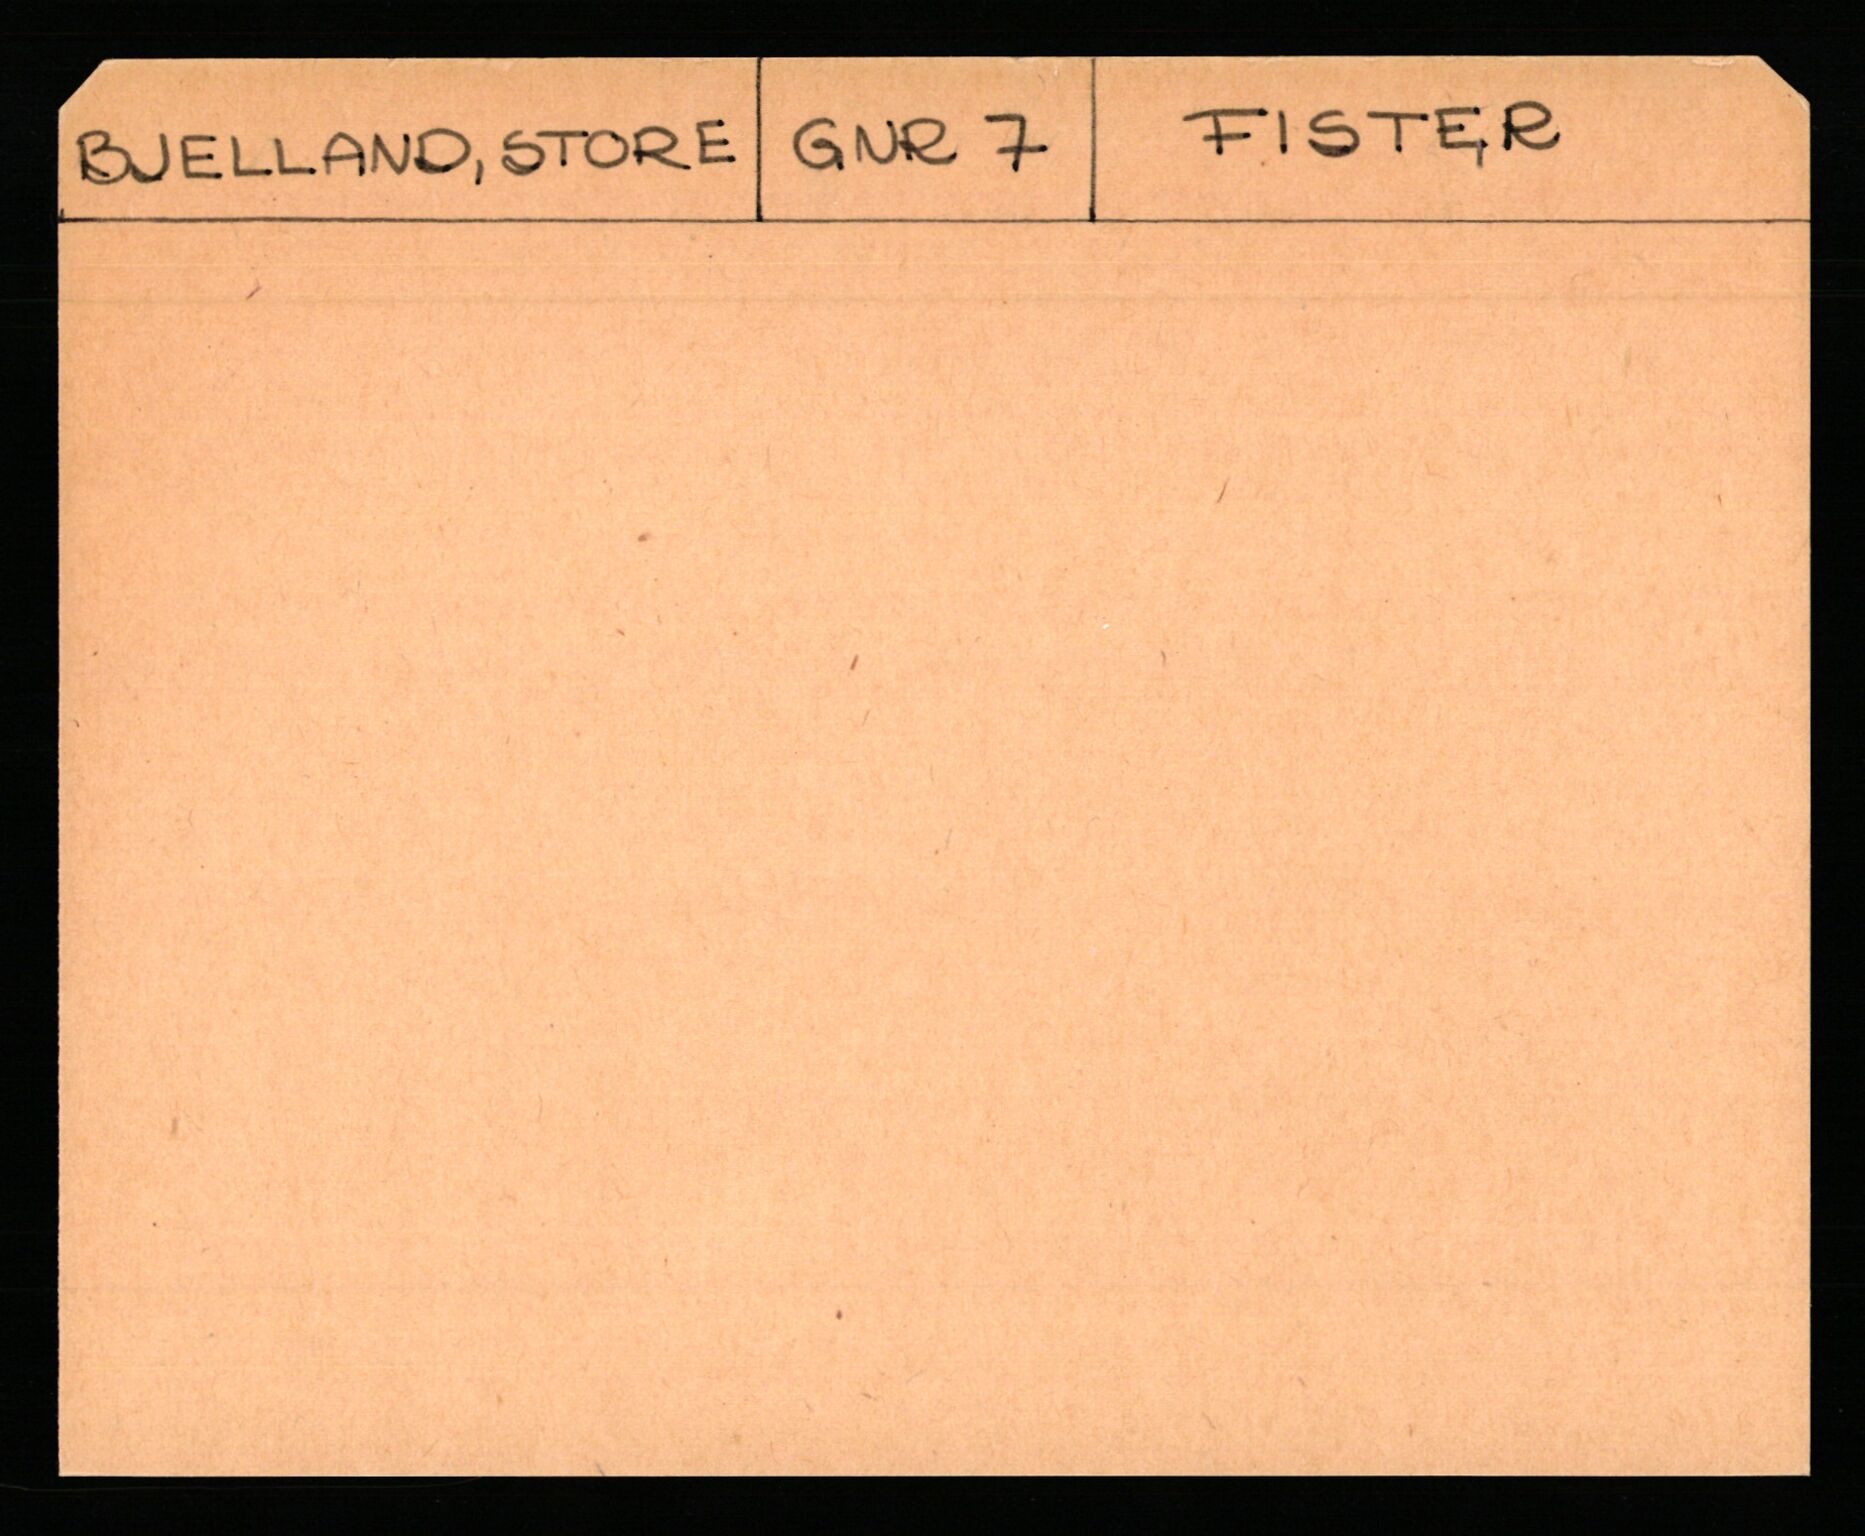 BJELLAND, STORE GNR 7 FISTER